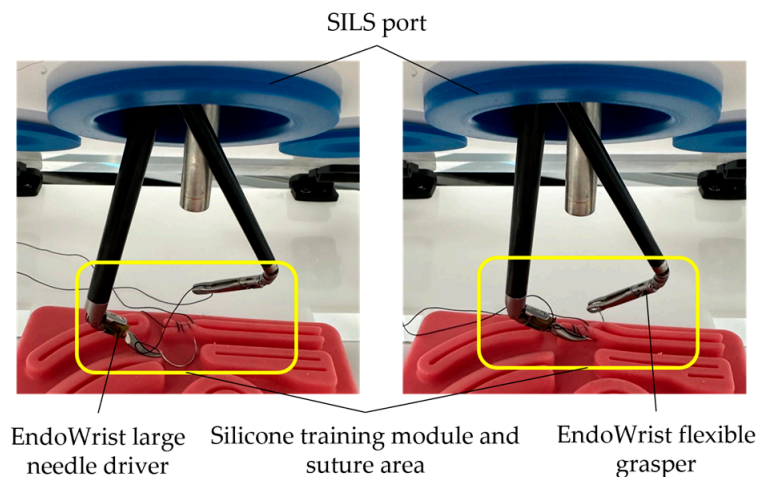 SILS port
EndoWrist large
needle driver
Silicone training module and
suture area
EndoWrist flexible
grasper